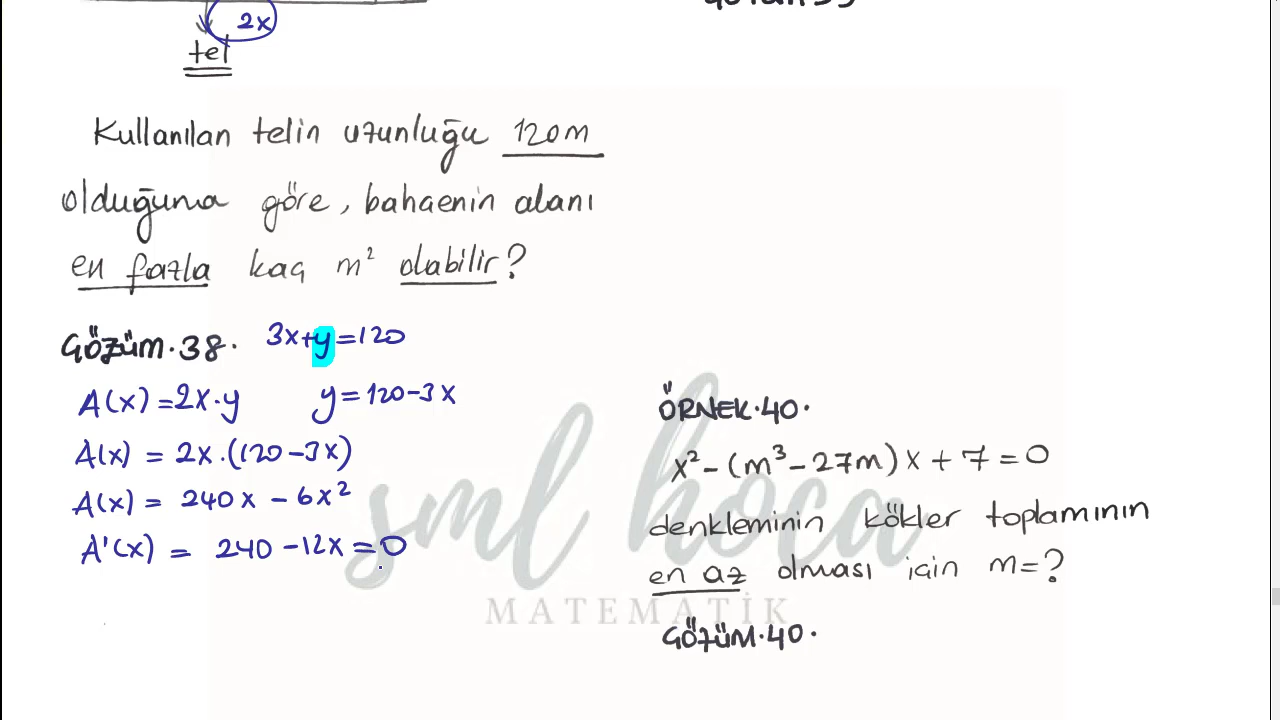 2x
tel
Kullanılan telin uzunluğu 120m
olduğuna göre, bahçenin alanı
en fazla kaç m² olabilir?
GÖZÜM.38. 3x+y=120
A(x)=2x.y y=120-3x
A(x) = 2x.(120-3x)
A(x) = 240x - 6x²
A'(x) = 240-12x=0
ÖRNEK.40.
x²-(m³-27m)x+7=0
denkleminin kökler toplamının
en az olması için m=?
GÖZÜM.40.
sml hoca
MATEMATİK